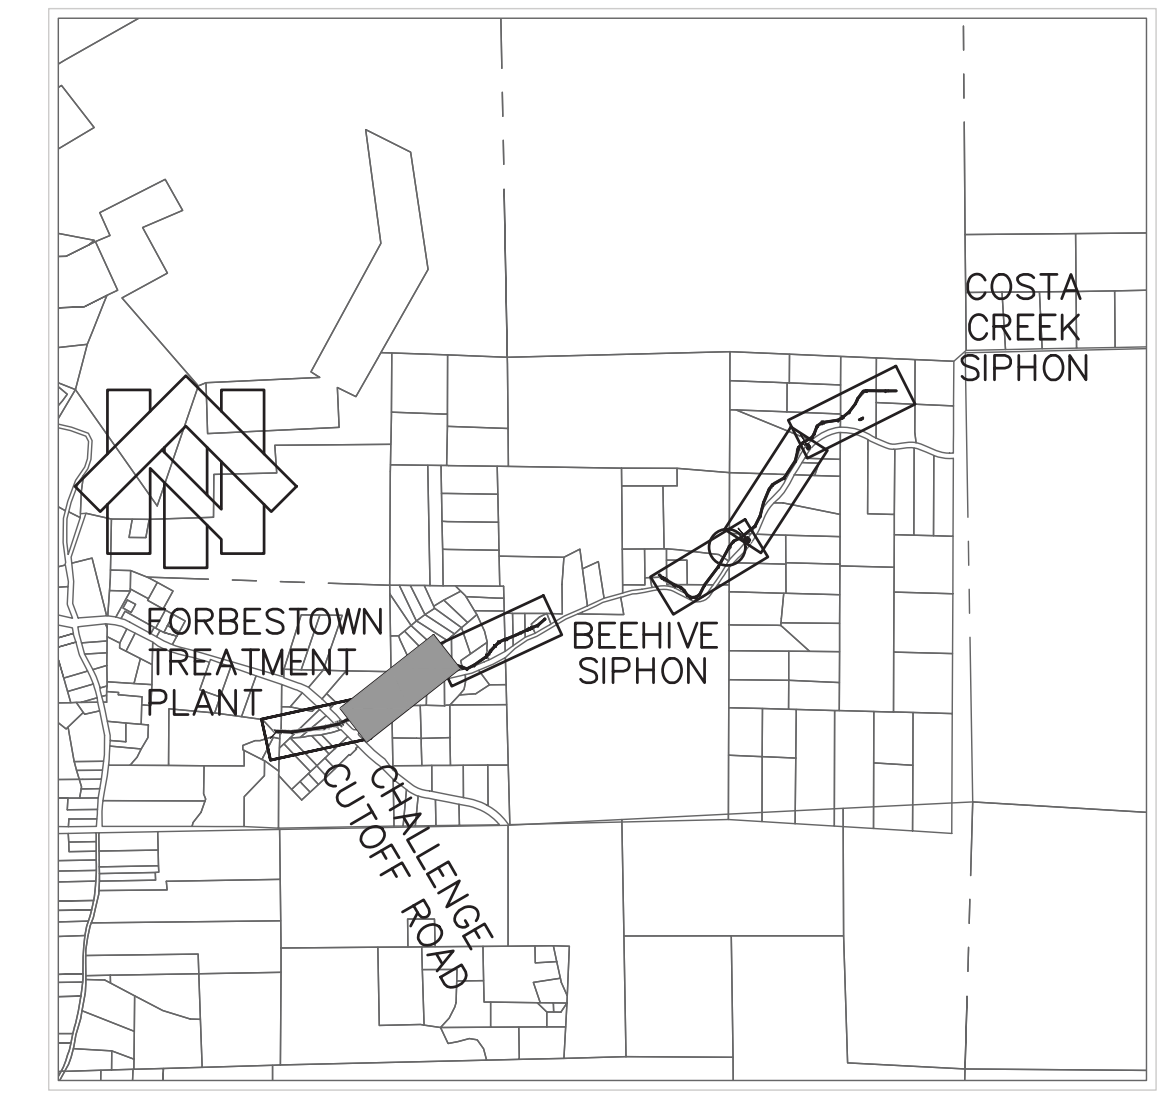 COSTA
CREEK
SIPHON
FORBESTOWN
TREATMENT
PLANT
BEEHIVE
SIPHON
CHALLENGE
CUTOFF ROAD